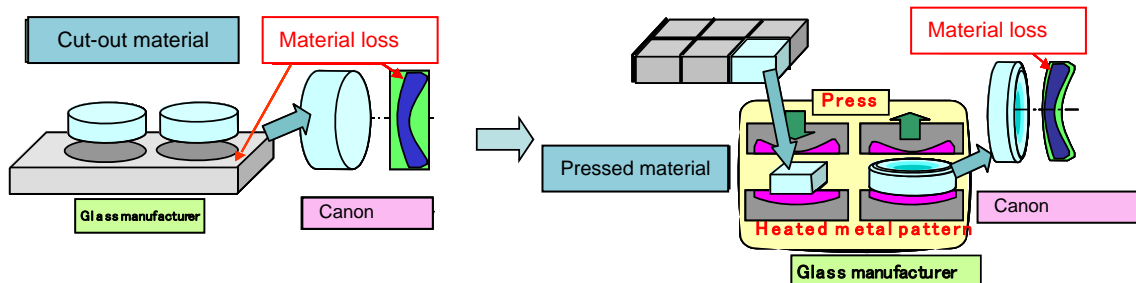 Cut-out material
Material loss
Glass manufacturer
Canon
Material loss
Press
Pressed material
Heated metal pattern
Canon
Glass manufacturer